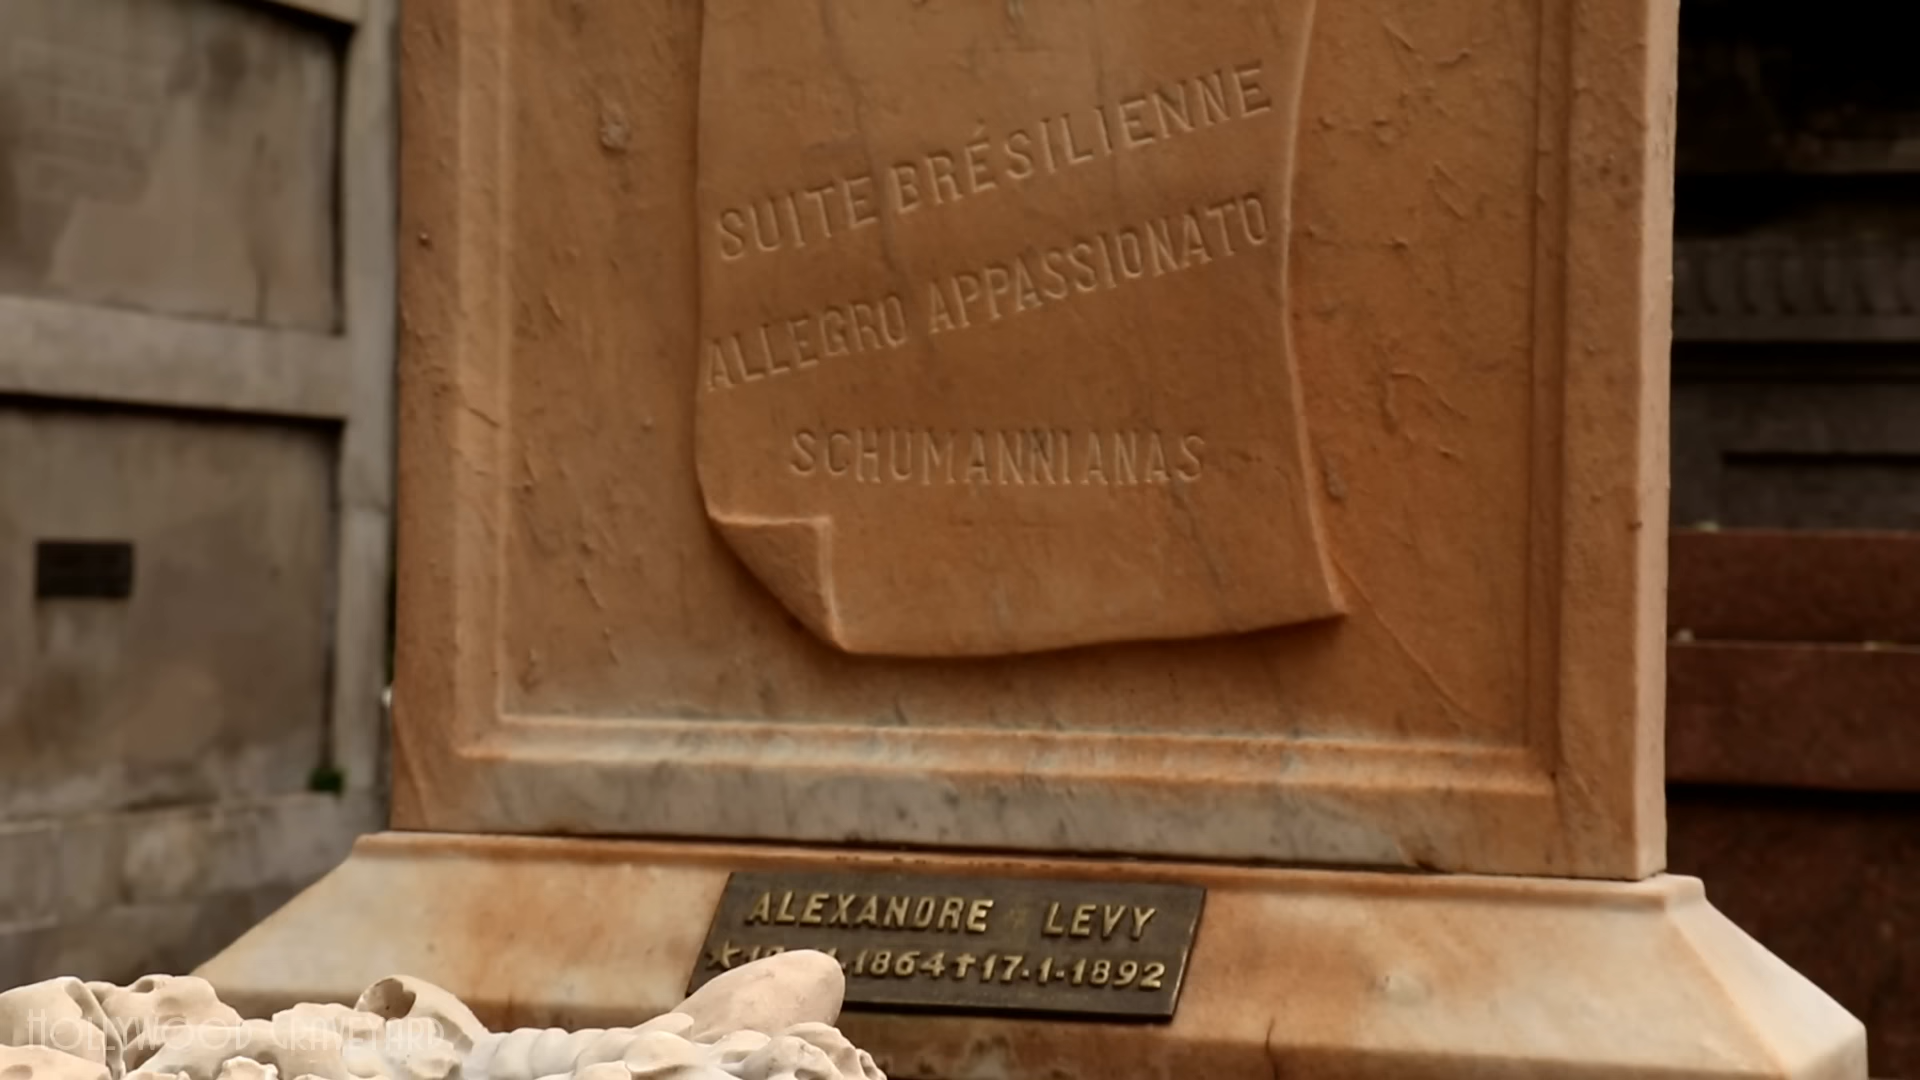 SUITE BRÉSILIENNE
ALLEGRO APPASSIONATO
SCHUMANNIANAS
ALEXANDRE LEVY
1864 † 17-1-1892
HOLLYWOOD GRAVEYARD